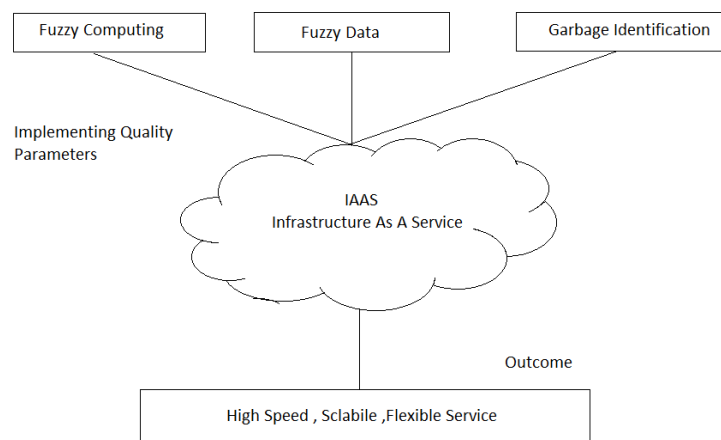 Fuzzy Computing
Fuzzy Data
Garbage Identification
Implementing Quality
Parameters
IAAS
Infrastructure As A Service
Outcome
High Speed , Sclabile ,Flexible Service